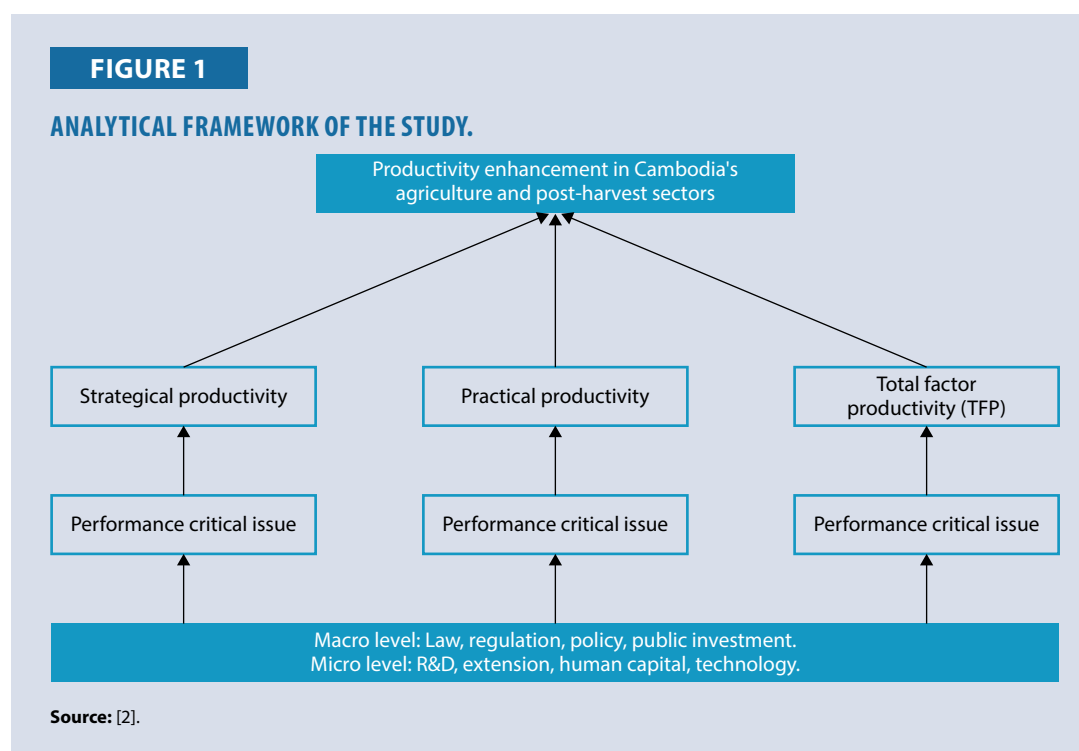 FIGURE 1
ANALYTICAL FRAMEWORK OF THE STUDY.
Productivity enhancement in Cambodia's
agriculture and post-harvest sectors
Strategical productivity
Practical productivity
Total factor
productivity (TFP)
Performance critical issue
Performance critical issue
Performance critical issue
Macro level: Law, regulation, policy, public investment.
Micro level: R&D, extension, human capital, technology.
Source: [2].